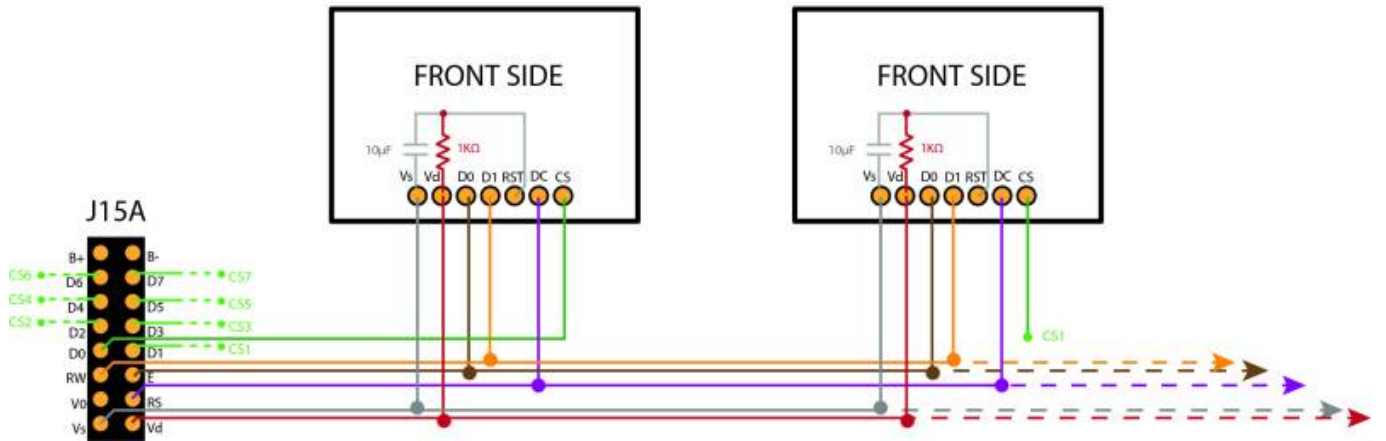 FRONT SIDE
FRONT SIDE
10µF
1KΩ
10µF
1KΩ
Vs Vd D0 D1 RST DC CS
Vs Vd D0 D1 RST DC CS
J15A
B+ B-
CS6 D6 D7 CS7
CS4 D4 D5 CS5
CS2 D2 D3 CS3
D0 D1 CS1
CS1
RW E
V0 RS
Vs Vd